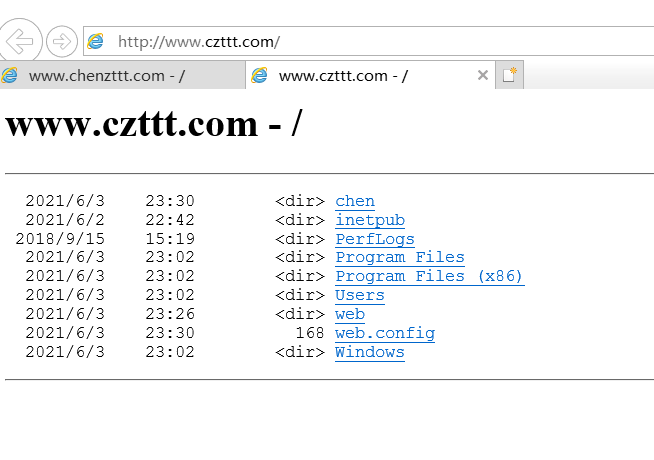 http://www.czttt.com/
www.chenzttt.com - /
www.czttt.com - /
www.czttt.com - /
2021/6/3 23:30 <dir> chen
2021/6/2 22:42 <dir> inetpub
2018/9/15 15:19 <dir> PerfLogs
2021/6/3 23:02 <dir> Program Files
2021/6/3 23:02 <dir> Program Files (x86)
2021/6/3 23:02 <dir> Users
2021/6/3 23:26 <dir> web
2021/6/3 23:30 168 web.config
2021/6/3 23:02 <dir> Windows